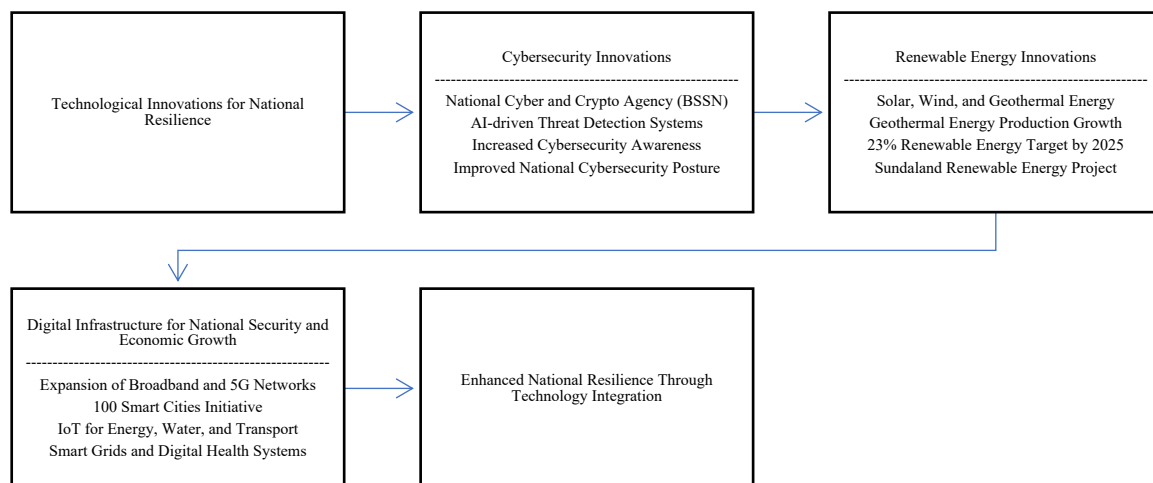 Technological Innovations for National
Resilience
Cybersecurity Innovations
----------------------------------------------------------
National Cyber and Crypto Agency (BSSN)
AI-driven Threat Detection Systems
Increased Cybersecurity Awareness
Improved National Cybersecurity Posture
Renewable Energy Innovations
----------------------------------------------------------
Solar, Wind, and Geothermal Energy
Geothermal Energy Production Growth
23% Renewable Energy Target by 2025
Sundaland Renewable Energy Project
Digital Infrastructure for National Security and
Economic Growth
----------------------------------------------------------
Expansion of Broadband and 5G Networks
100 Smart Cities Initiative
IoT for Energy, Water, and Transport
Smart Grids and Digital Health Systems
Enhanced National Resilience Through
Technology Integration